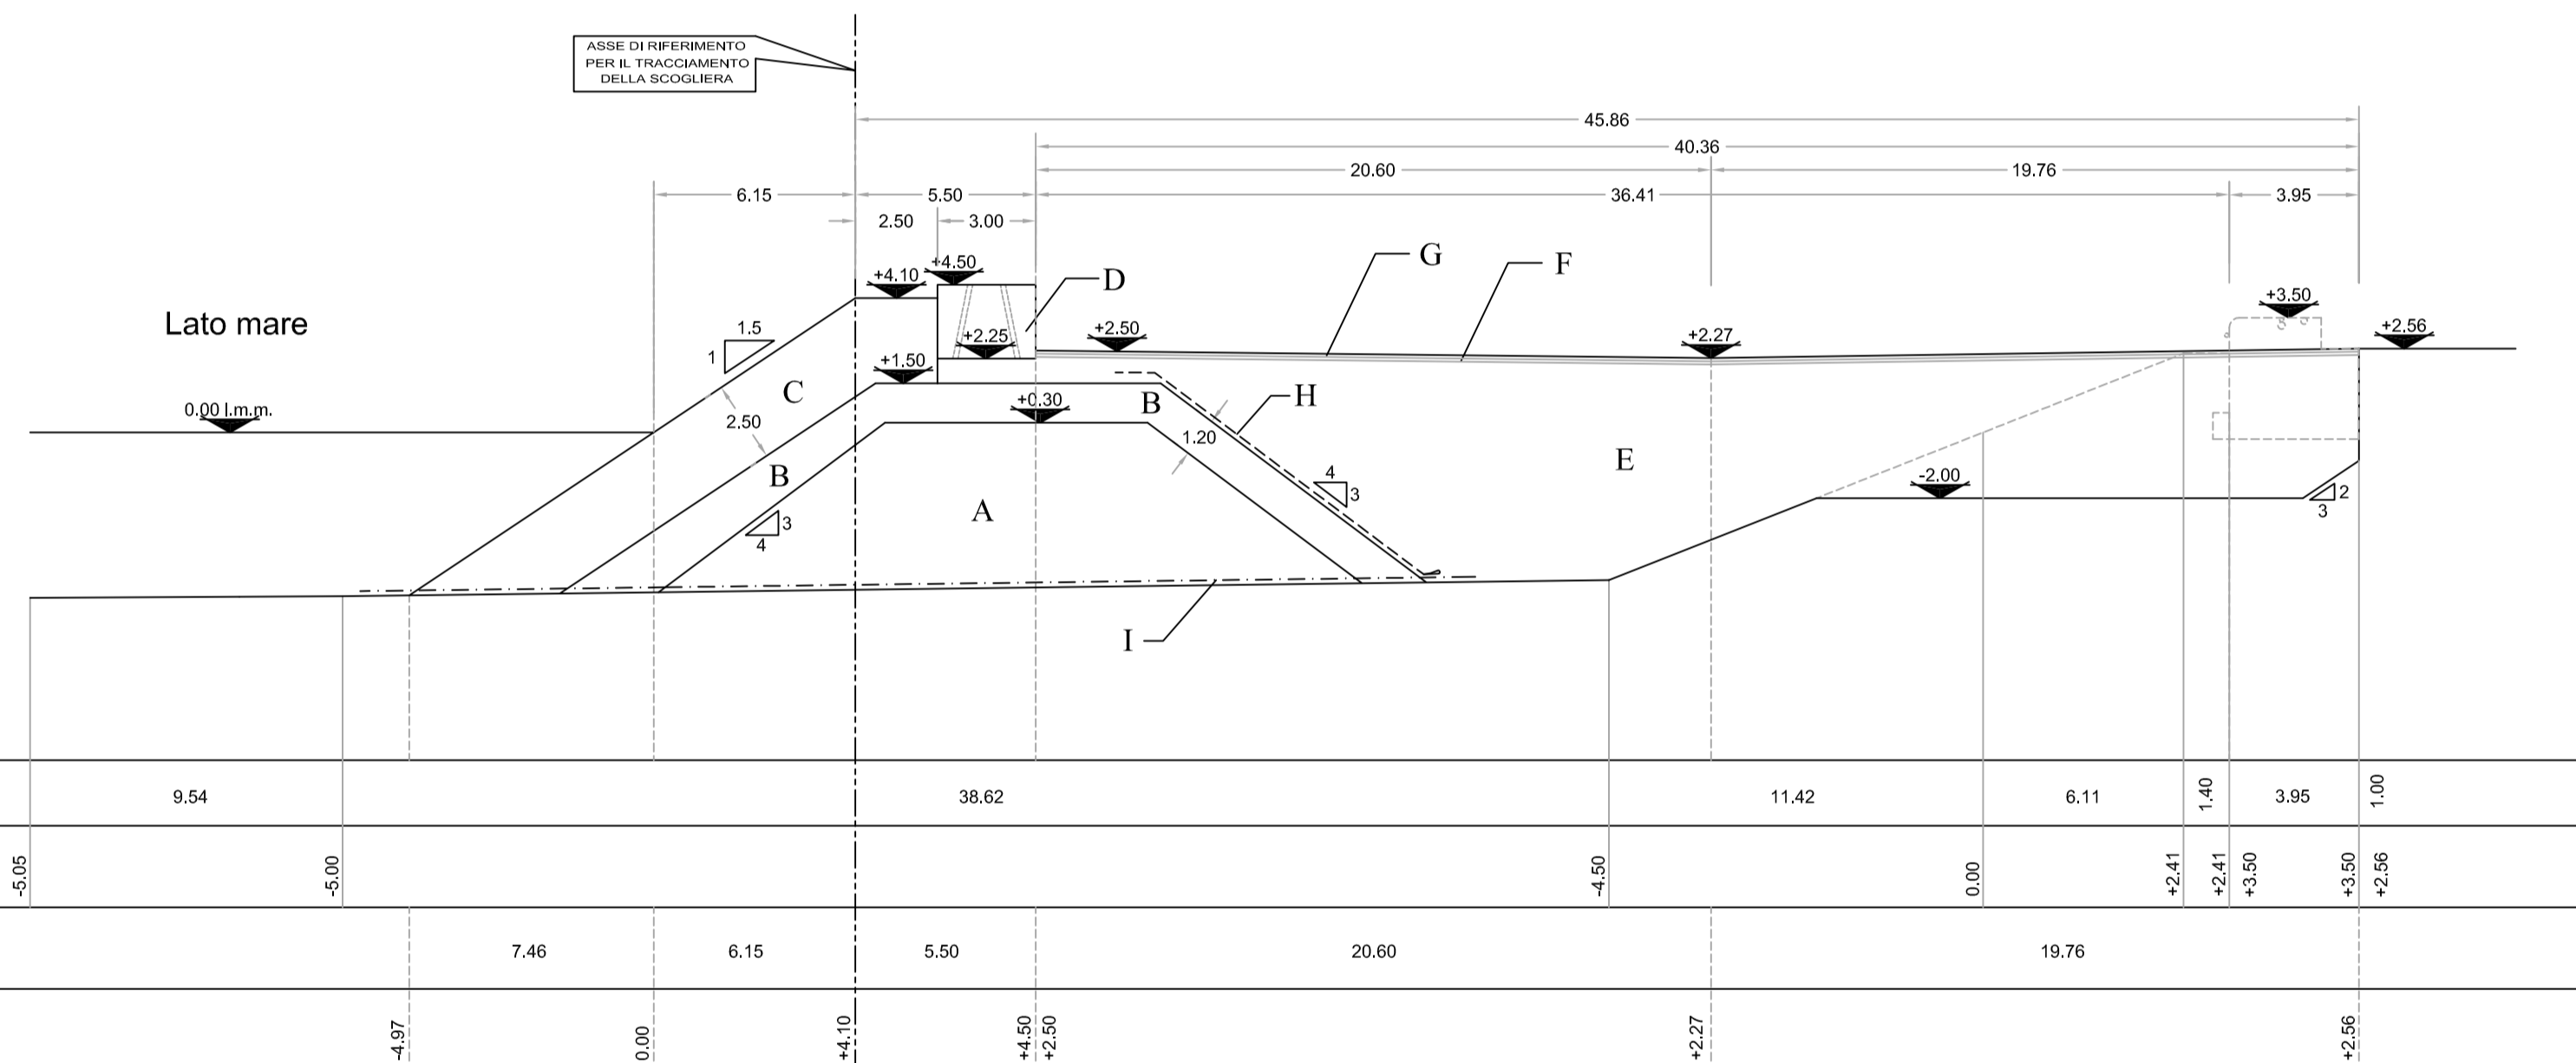 ASSE DI RIFERIMENTO
PER IL TRACCIAMENTO
DELLA SCOGLIERA
45.86
40.36
20.60 19.76
6.15 5.50 36.41 3.95
2.50 3.00
G
F
+4.50
+4.10
D
+3.50
Lato mare
1.5
1
+2.50
+2.25
+2.27
+2.56
+1.50
C
0.00 l.m.m.
+0.30
B
H
2.50
1.20
E
B
4
3
-2.00
A
3
4
2
3
I
9.54 38.62 11.42 6.11 1.40 3.95 1.00
-5.05 -5.00 -4.50 0.00 +2.41 +2.41 +3.50 +3.50 +2.56
7.46 6.15 5.50 20.60 19.76
-4.97 0.00 +4.10 +4.50 +2.50 +2.27 +2.56